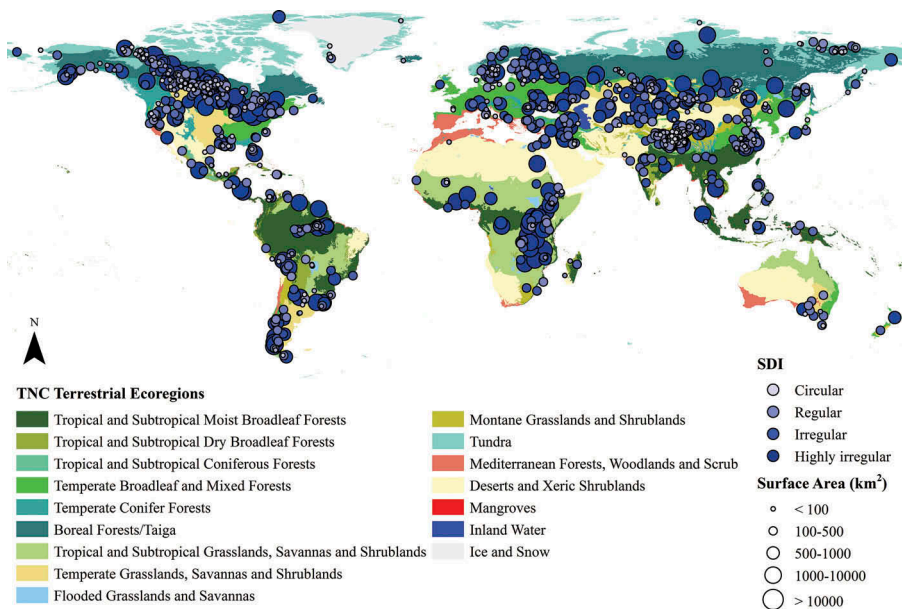 N
TNC Terrestrial Ecoregions
Tropical and Subtropical Moist Broadleaf Forests
Tropical and Subtropical Dry Broadleaf Forests
Tropical and Subtropical Coniferous Forests
Temperate Broadleaf and Mixed Forests
Temperate Conifer Forests
Boreal Forests/Taiga
Tropical and Subtropical Grasslands, Savannas and Shrublands
Temperate Grasslands, Savannas and Shrublands
Flooded Grasslands and Savannas
Montane Grasslands and Shrublands
Tundra
Mediterranean Forests, Woodlands and Scrub
Deserts and Xeric Shrublands
Mangroves
Inland Water
Ice and Snow
SDI
Circular
Regular
Irregular
Highly irregular
Surface Area (km²)
< 100
100-500
500-1000
1000-10000
> 10000